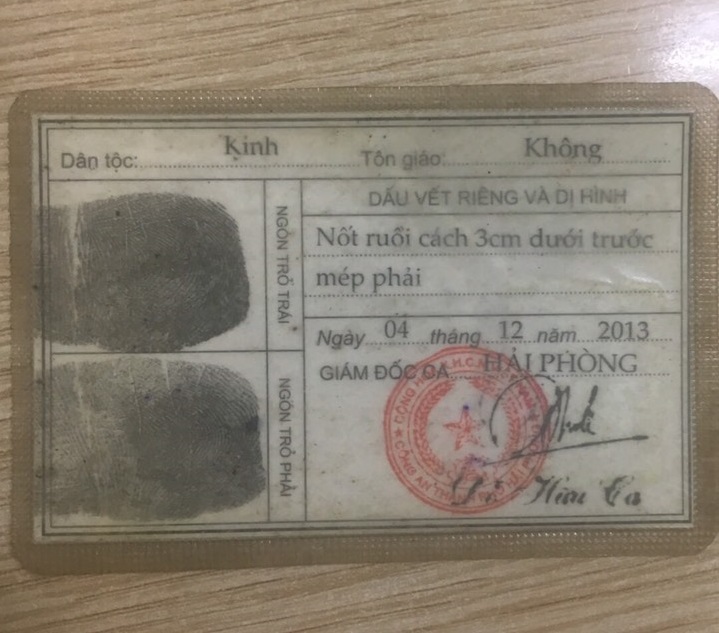 Dân tộc: Kinh Tôn giáo: Không
NGÓN TRỎ TRÁI
NGÓN TRỎ PHẢI
DẤU VẾT RIÊNG VÀ DỊ HÌNH
Nốt ruồi cách 3cm dưới trước
mép phải
Ngày 04 tháng 12 năm 2013
GIÁM ĐỐC CA HẢI PHÒNG